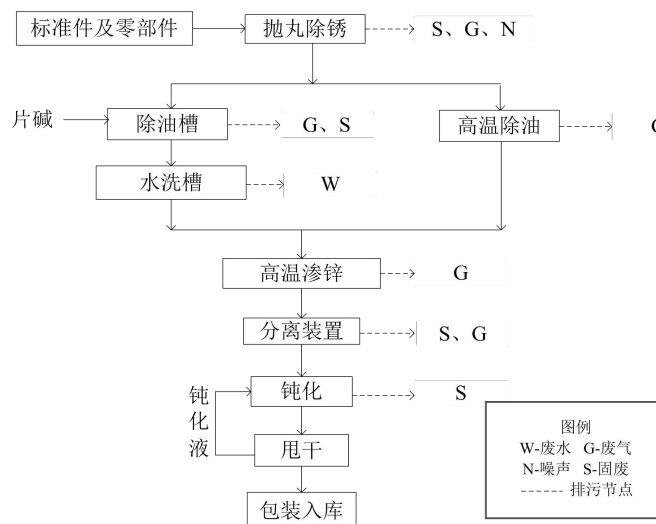 标准件及零部件
抛丸除锈
S、G、N
片碱
除油槽
G、S
高温除油
水洗槽
W
高温渗锌
G
分离装置
S、G
钝化
S
钝化液
甩干
包装入库
图例
W-废水 G-废气
N-噪声 S-固废
------ 排污节点